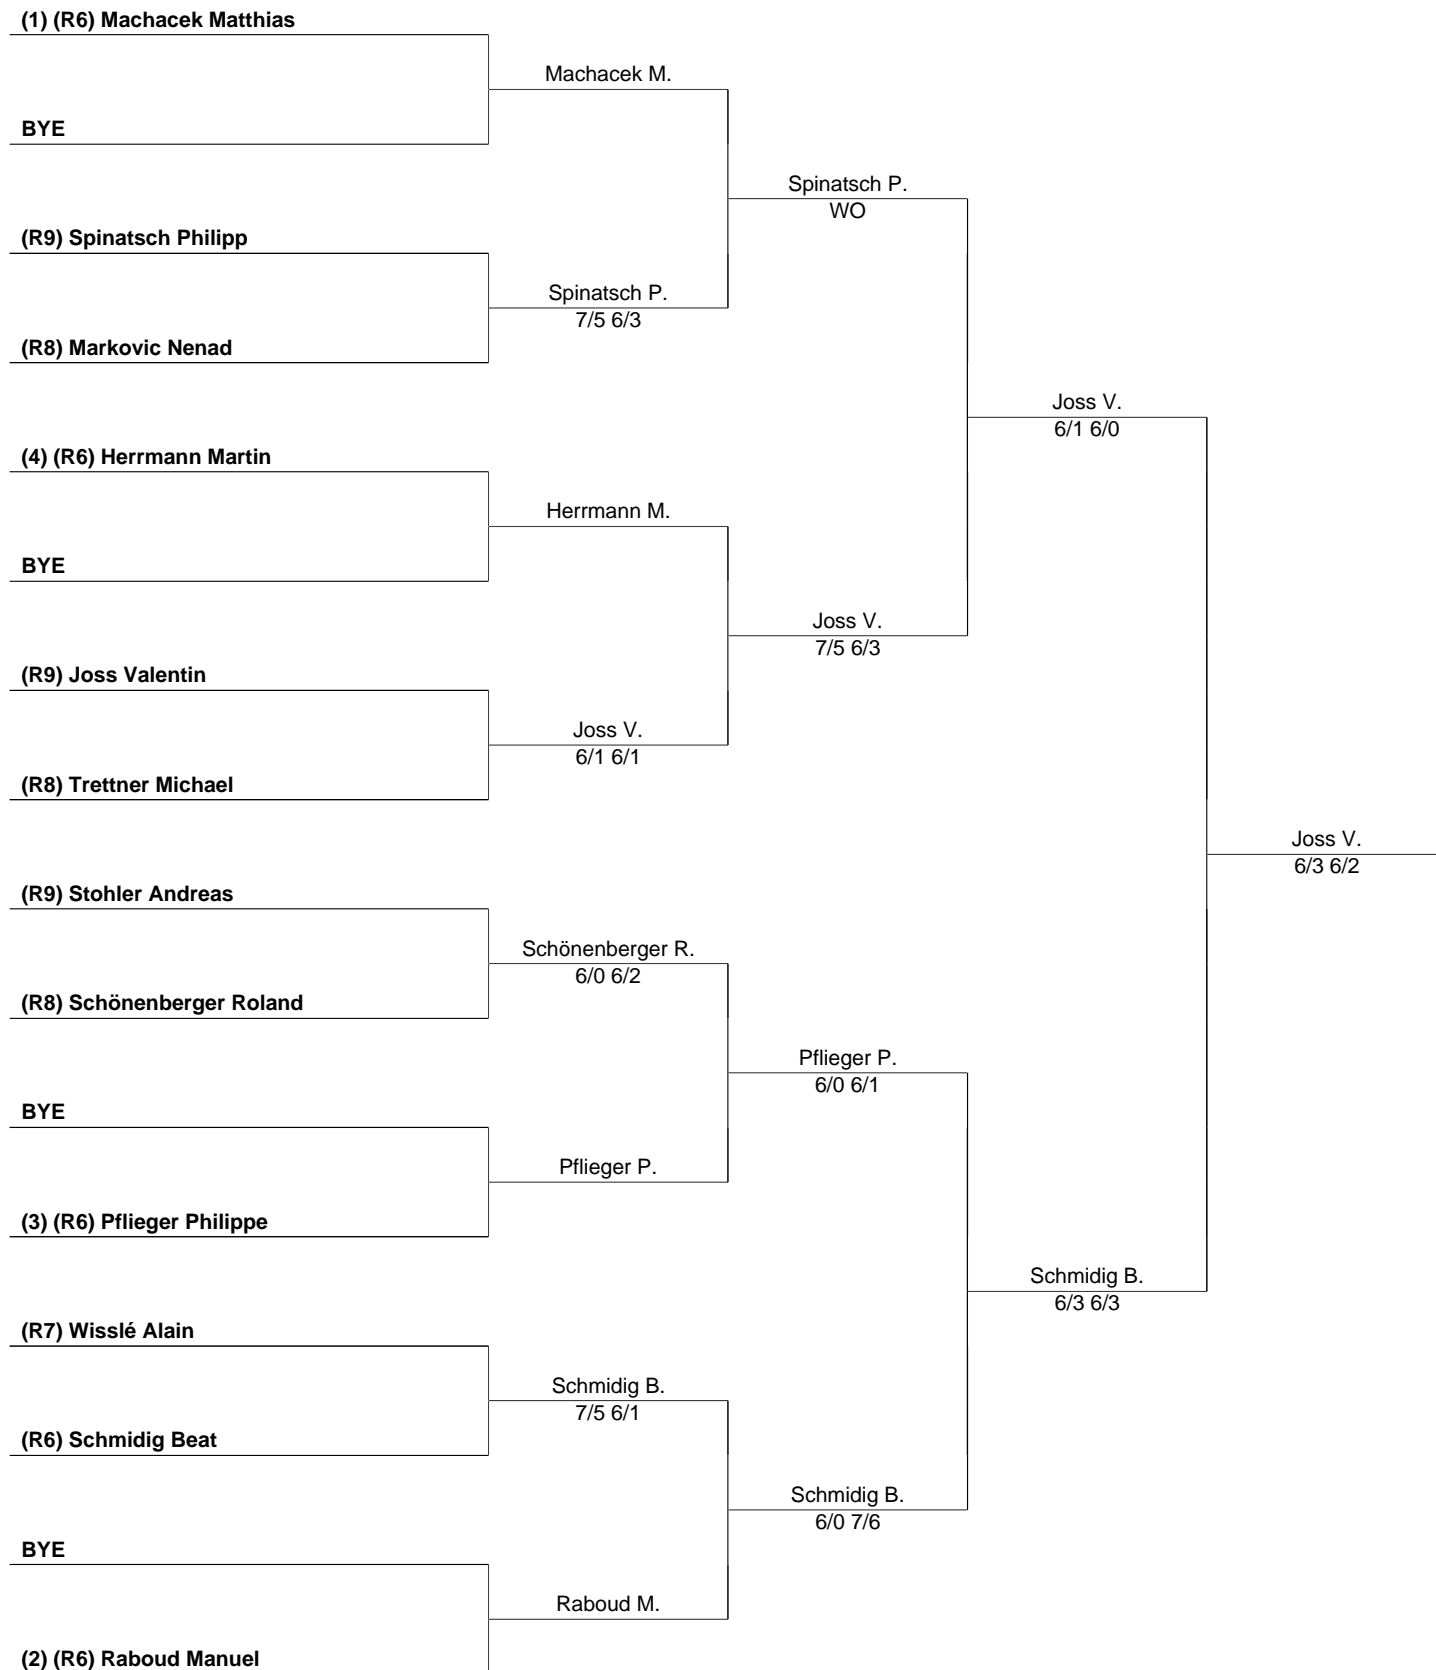 (1) (R6) Machacek Matthias
Machacek M.
BYE
Spinatsch P.
WO
(R9) Spinatsch Philipp
Spinatsch P.
7/5 6/3
(R8) Markovic Nenad
Joss V.
6/1 6/0
(4) (R6) Herrmann Martin
Herrmann M.
BYE
Joss V.
7/5 6/3
(R9) Joss Valentin
Joss V.
6/1 6/1
(R8) Trettner Michael
Joss V.
6/3 6/2
(R9) Stohler Andreas
Schönenberger R.
6/0 6/2
(R8) Schönenberger Roland
Pflieger P.
6/0 6/1
BYE
Pflieger P.
(3) (R6) Pflieger Philippe
Schmidig B.
6/3 6/3
(R7) Wisslé Alain
Schmidig B.
7/5 6/1
(R6) Schmidig Beat
Schmidig B.
6/0 7/6
BYE
Raboud M.
(2) (R6) Raboud Manuel